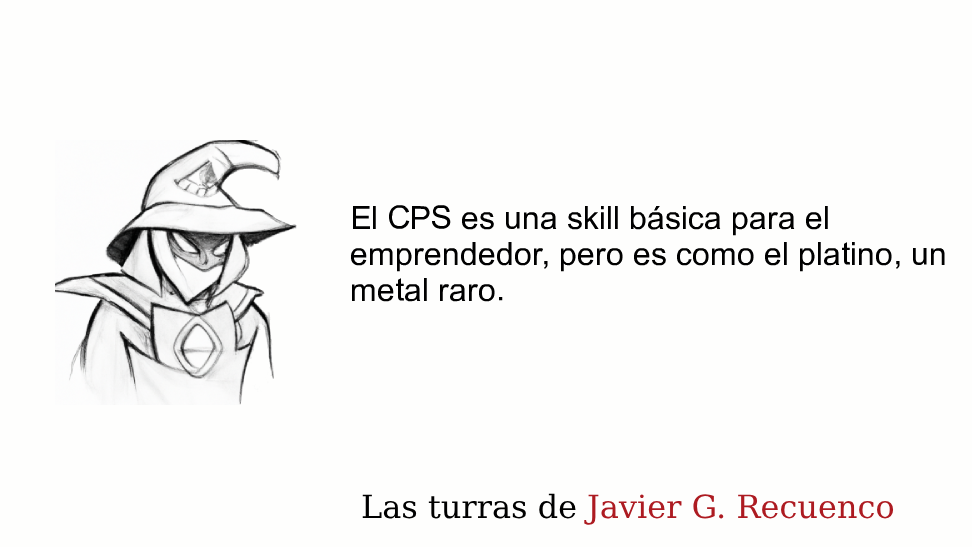 El CPS es una skill básica para el
emprendedor, pero es como el platino, un
metal raro.
Las turras de Javier G. Recuenco